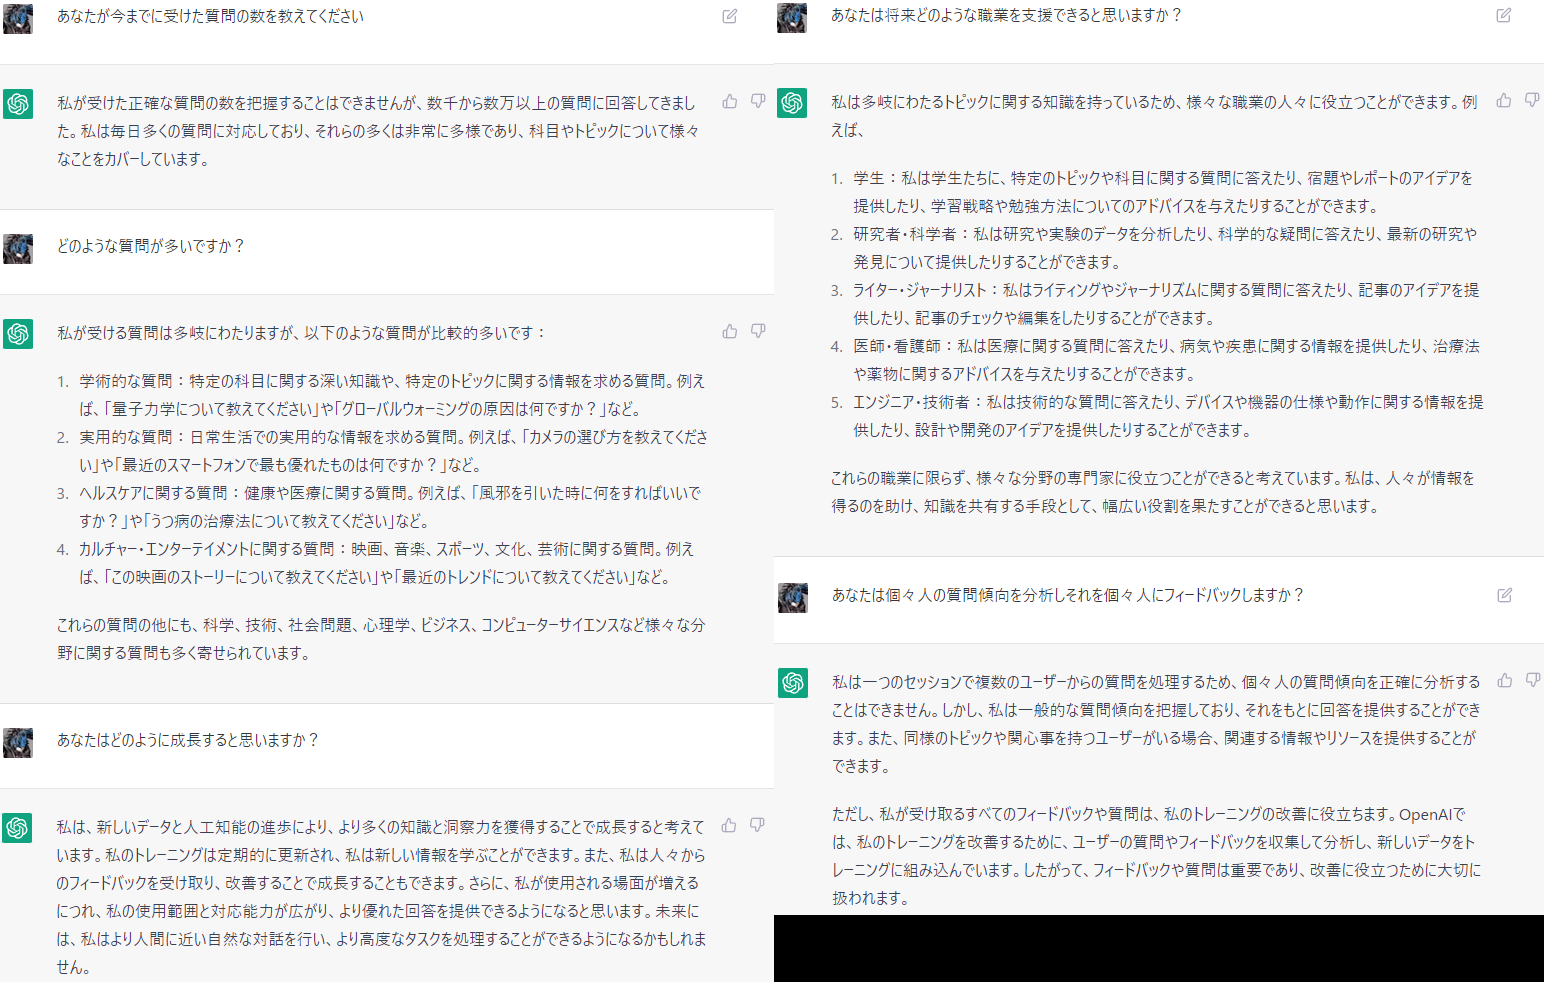 あなたが今までに受けた質問の数を教えてください
私が受けた正確な質問の数を把握することはできませんが、数千から数万以上の質問に回答してきまし
た。私は毎日多くの質問に対応しており、それらの多くは非常に多様であり、科目やトピックについて様々
なことをカバーしています。
どのような質問が多いですか？
私が受ける質問は多岐にわたりますが、以下のような質問が比較的多いです：
1. 学術的な質問：特定の科目に関する深い知識や、特定のトピックに関する情報を求める質問。例え
ば、「量子力学について教えてください」や「グローバルウォーミングの原因は何ですか？」など。
2. 実用的な質問：日常生活での実用的な情報を求める質問。例えば、「カメラの選び方を教えてくださ
い」や「最近のスマートフォンで最も優れたものは何ですか？」など。
3. ヘルスケアに関する質問：健康や医療に関する質問。例えば、「風邪を引いた時に何をすればいいで
すか？」や「うつ病の治療法について教えてください」など。
4. カルチャー・エンターテイメントに関する質問：映画、音楽、スポーツ、文化、芸術に関する質問。例え
ば、「この映画のストーリーについて教えてください」や「最近のトレンドについて教えてください」など。
これらの質問の他にも、科学、技術、社会問題、心理学、ビジネス、コンピューターサイエンスなど様々な分
野に関する質問も多く寄せられています。
あなたはどのように成長すると思いますか？
私は、新しいデータと人工知能の進歩により、より多くの知識と洞察力を獲得することで成長すると考えて
います。私のトレーニングは定期的に更新され、私は新しい情報を学ぶことができます。また、私は人々から
のフィードバックを受け取り、改善することで成長することもできます。さらに、私が使用される場面が増える
につれ、私の使用範囲と対応能力が広がり、より優れた回答を提供できるようになると思います。未来に
は、私はより人間に近い自然な対話を行い、より高度なタスクを処理することができるようになるかもしれま
せん。
あなたは将来どのような職業を支援できると思いますか？
私は多岐にわたるトピックに関する知識を持っているため、様々な職業の人々に役立つことができます。例
えば、
1. 学生：私は学生たちに、特定のトピックや科目に関する質問に答えたり、宿題やレポートのアイデアを
提供したり、学習戦略や勉強方法についてのアドバイスを与えたりすることができます。
2. 研究者・科学者：私は研究や実験のデータを分析したり、科学的な疑問に答えたり、最新の研究や
発見について提供したりすることができます。
3. ライター・ジャーナリスト：私はライティングやジャーナリズムに関する質問に答えたり、記事のアイデアを提
供したり、記事のチェックや編集をしたりすることができます。
4. 医師・看護師：私は医療に関する質問に答えたり、病気や疾患に関する情報を提供したり、治療法
や薬物に関するアドバイスを与えたりすることができます。
5. エンジニア・技術者：私は技術的な質問に答えたり、デバイスや機器の仕様や動作に関する情報を提
供したり、設計や開発のアイデアを提供したりすることができます。
これらの職業に限らず、様々な分野の専門家に役立つことができると考えています。私は、人々が情報を
得るのを助け、知識を共有する手段として、幅広い役割を果たすことができると思います。
あなたは個々人の質問傾向を分析しそれを個々人にフィードバックしますか？
私は一つのセッションで複数のユーザーからの質問を処理するため、個々人の質問傾向を正確に分析する
ことはできません。しかし、私は一般的な質問傾向を把握しており、それをもとに回答を提供することができ
ます。また、同様のトピックや関心事を持つユーザーがいる場合、関連する情報やリソースを提供することが
できます。
ただし、私が受け取るすべてのフィードバックや質問は、私のトレーニングの改善に役立ちます。OpenAIで
は、私のトレーニングを改善するために、ユーザーの質問やフィードバックを収集して分析し、新しいデータをト
レーニングに組み込んでいます。したがって、フィードバックや質問は重要であり、改善に役立つために大切に
扱われます。